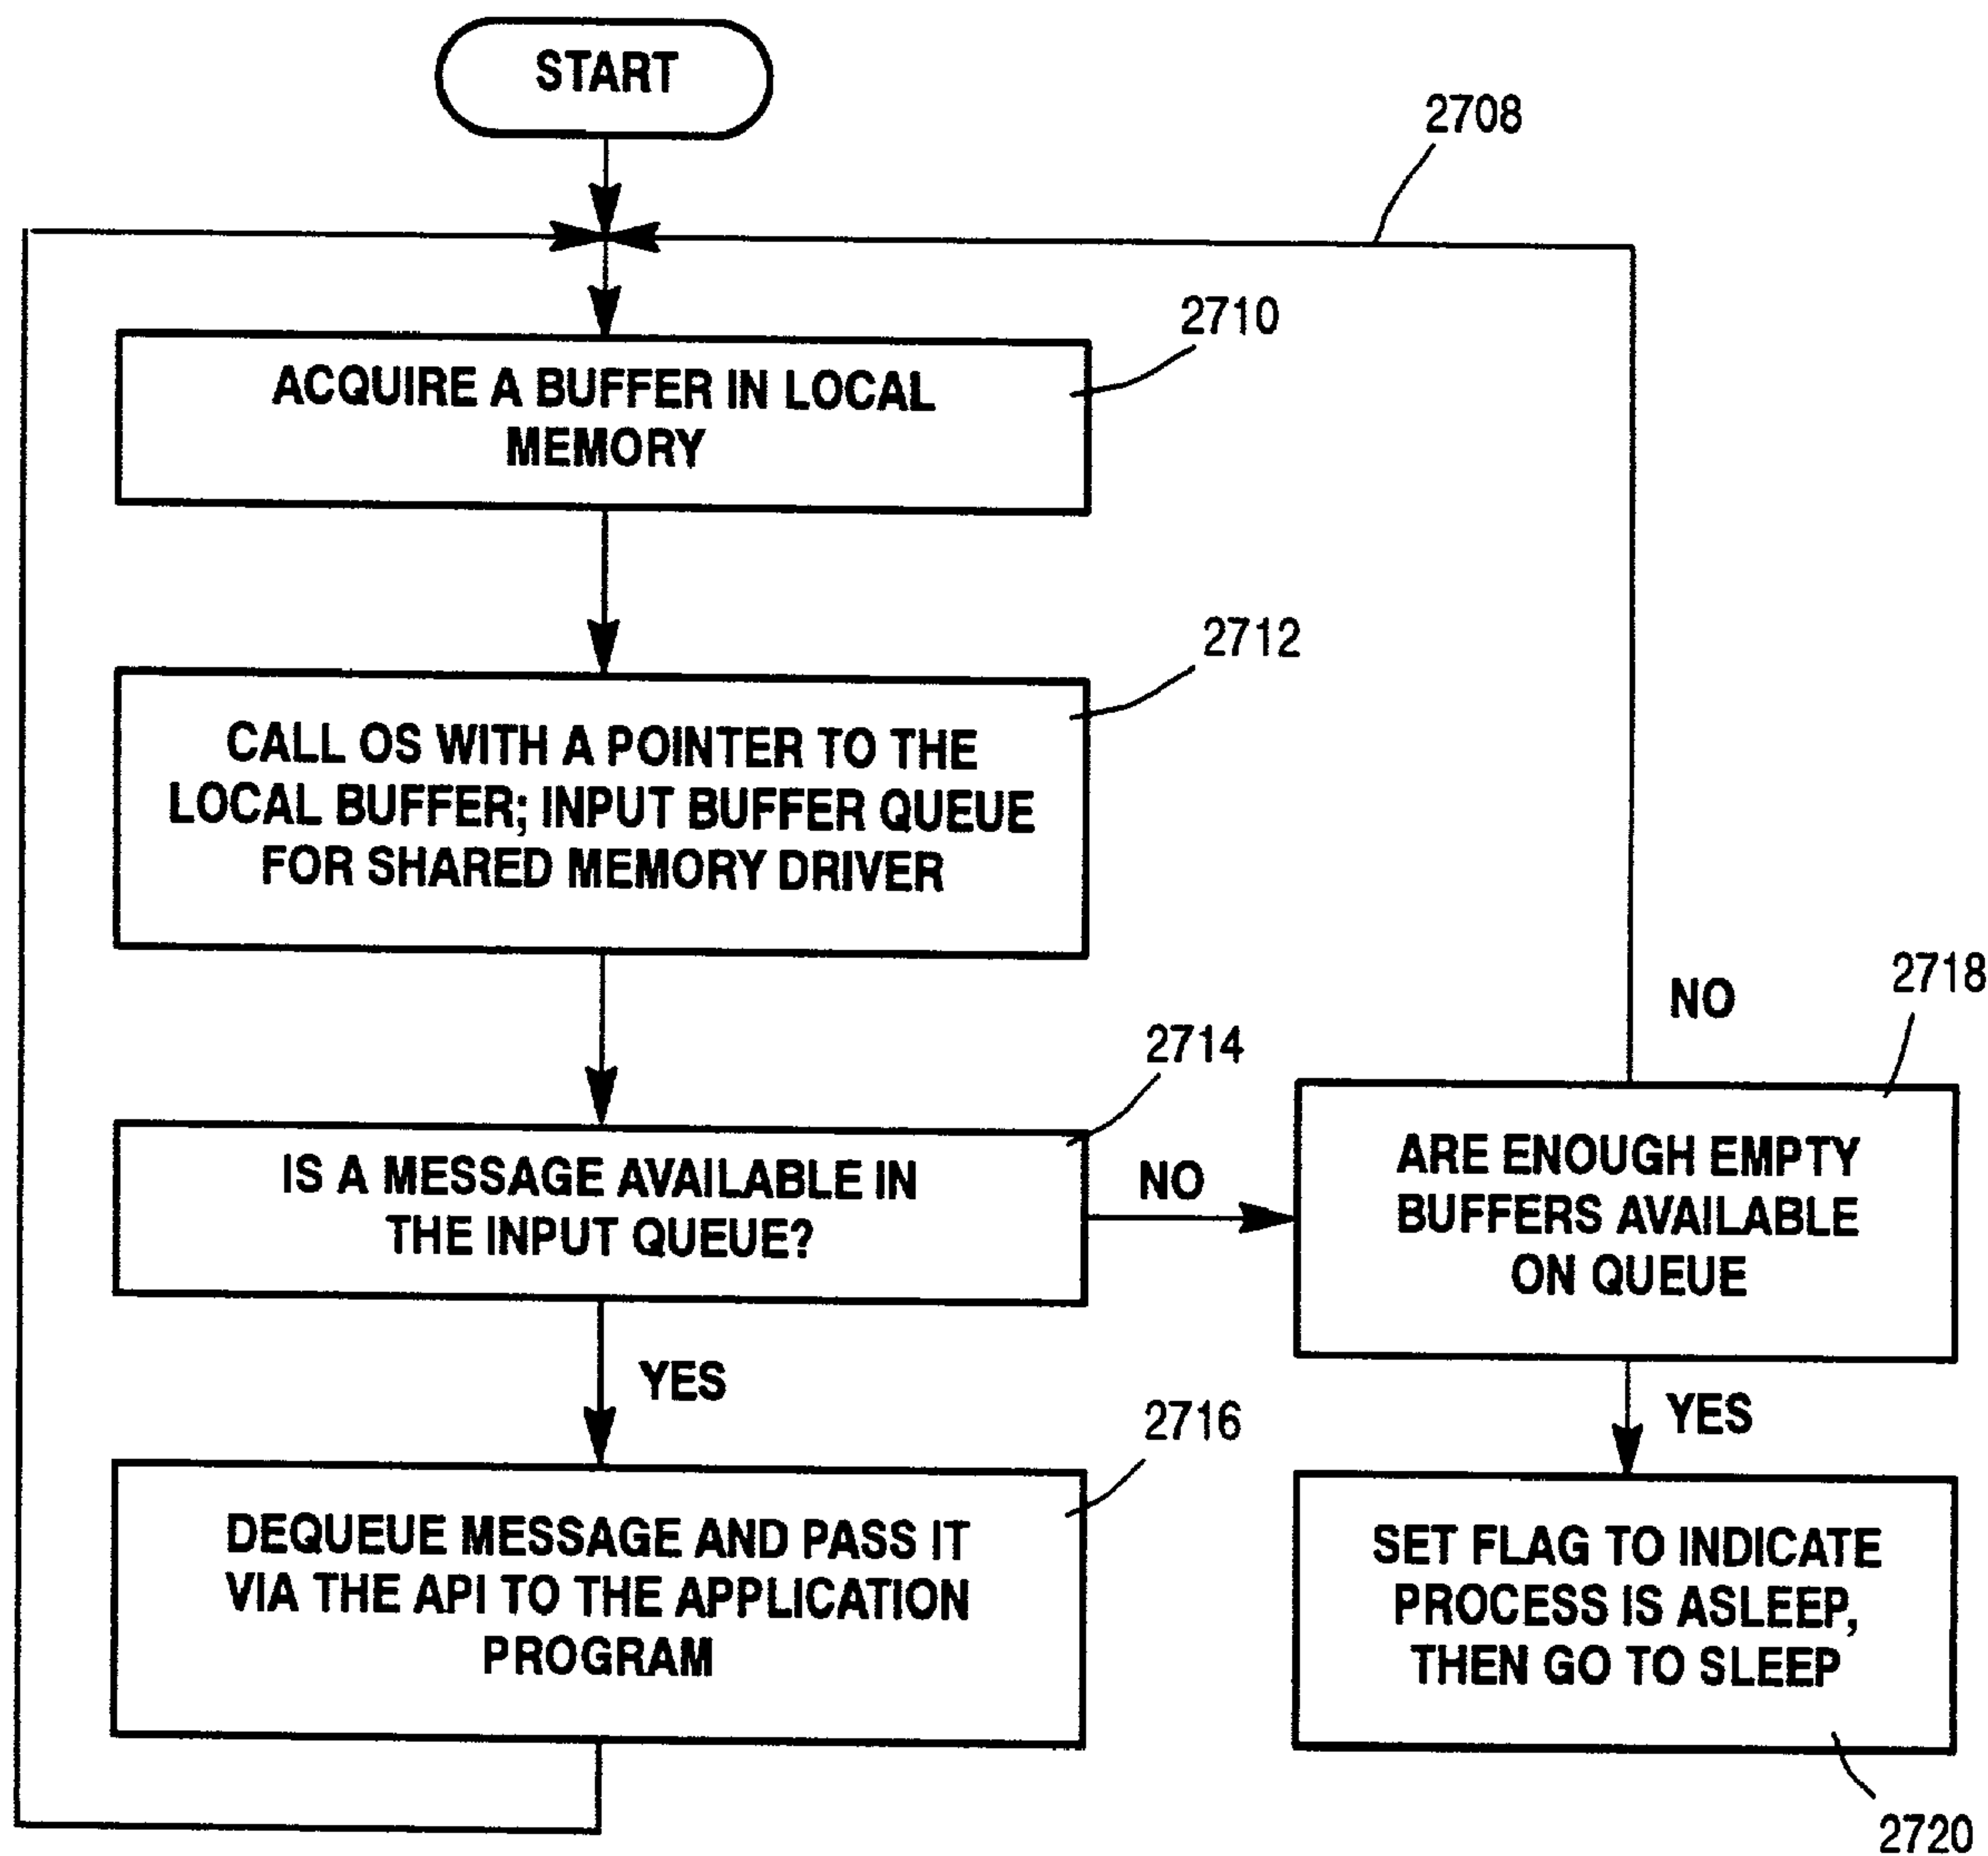 START
2708
2710
ACQUIRE A BUFFER IN LOCAL
MEMORY
2712
CALL OS WITH A POINTER TO THE
LOCAL BUFFER; INPUT BUFFER QUEUE
FOR SHARED MEMORY DRIVER
2714
IS A MESSAGE AVAILABLE IN
THE INPUT QUEUE?
NO
2718
NO
ARE ENOUGH EMPTY
BUFFERS AVAILABLE
ON QUEUE
YES
2716
DEQUEUE MESSAGE AND PASS IT
VIA THE API TO THE APPLICATION
PROGRAM
YES
SET FLAG TO INDICATE
PROCESS IS ASLEEP,
THEN GO TO SLEEP
2720